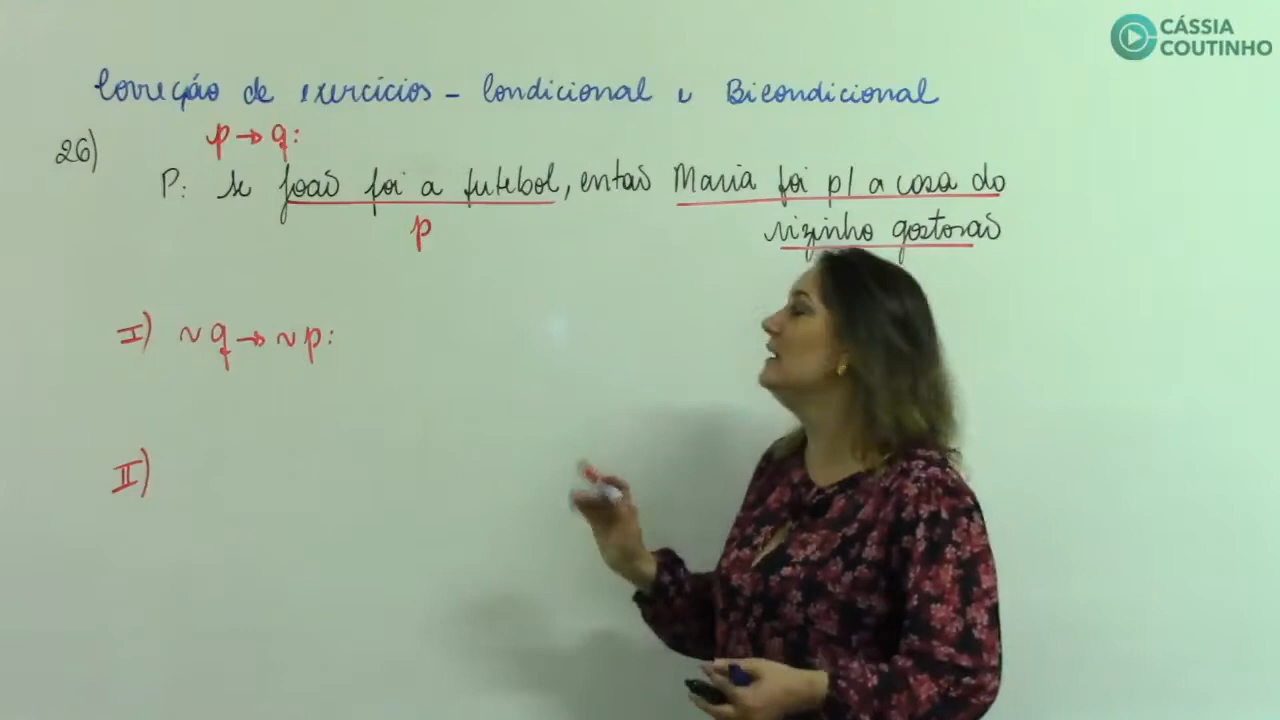 CÁSSIA
COUTINHO
Correção de exercícios - Condicional e Bicondicional
26)
p → q:
P: Se João foi a futebol, então Maria foi p/ a casa do
vizinho gostosão
p
I) ~q → ~p:
II)